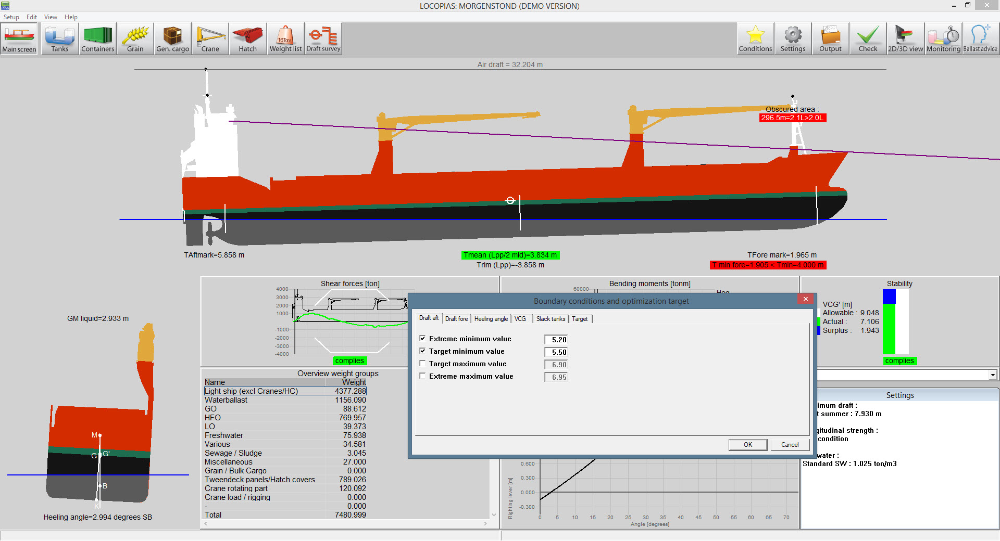 LOCOPIAS: MORGENSTOND (DEMO VERSION)
Setup Edit View Help
Main screen Tanks Containers Grain Gen. cargo Crane Hatch 16Tons Weight list Draft survey Conditions Settings Output Check 2D/3D view Monitoring Ballast advice
Air draft = 32.204 m
Obscured area :
296.5m=2.1L>2.0L
TAftmark=5.858 m
Tmean (Lpp/2 mld)=3.834 m
TFore mark=1.965 m
Trim (Lpp)=-3.858 m
T min fore=1.905 < Tmin=4.000 m
GM liquid=2.933 m
M
G G'
B
K
Heeling angle=2.994 degrees SB
Shear forces [ton]
4000
3000
2000
1000
-1000
-2000
-3000
-4000
complies
Bending moments [tonm]
60000
Stability
VCG' [m]
Allowable : 9.048
Actual : 7.106
Surplus : 1.943
complies
Boundary conditions and optimization target
Draft aft Draft fore Heeling angle VCG Slack tanks Target
Extreme minimum value 5.20
Target minimum value 5.50
Target maximum value 6.90
Extreme maximum value 6.95
OK Cancel
Overview weight groups
Name Weight
Light ship (excl Cranes/HC) 4377.288
Waterballast 1156.090
GO 88.612
HFO 769.957
LO 39.373
Freshwater 75.938
Various 34.581
Sewage / Sludge 3.045
Miscellaneous 27.000
Grain / Bulk Cargo 0.000
Tweendeck panels/Hatch covers 789.026
Crane rotating part 120.092
Crane load / rigging 0.000
- 0.000
Total 7480.999
0.600
0.300
0.000
-0.300
Righting lever [m]
0 5 10 15 20 25 30 35 40 45 50 55 60 65 70
Angle [degrees]
Settings
imum draft :
t summer : 7.930 m
gitudinal strength :
condition
water :
Standard SW : 1.025 ton/m3